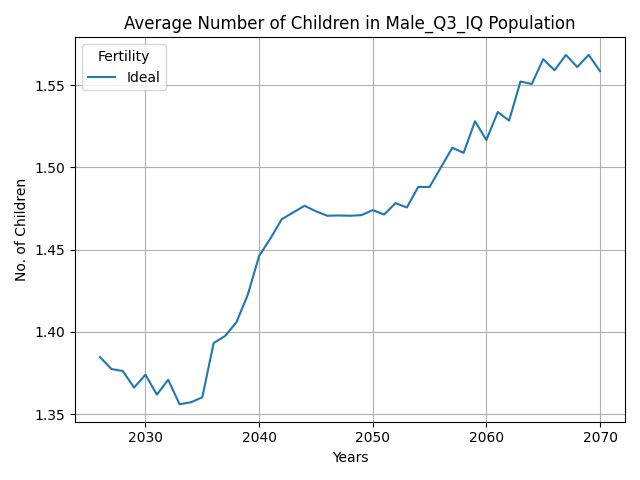 Average Number of Children in Male_Q3_IQ Population
Fertility
Ideal
No. of Children
1.55
1.50
1.45
1.40
1.35
2030 2040 2050 2060 2070
Years